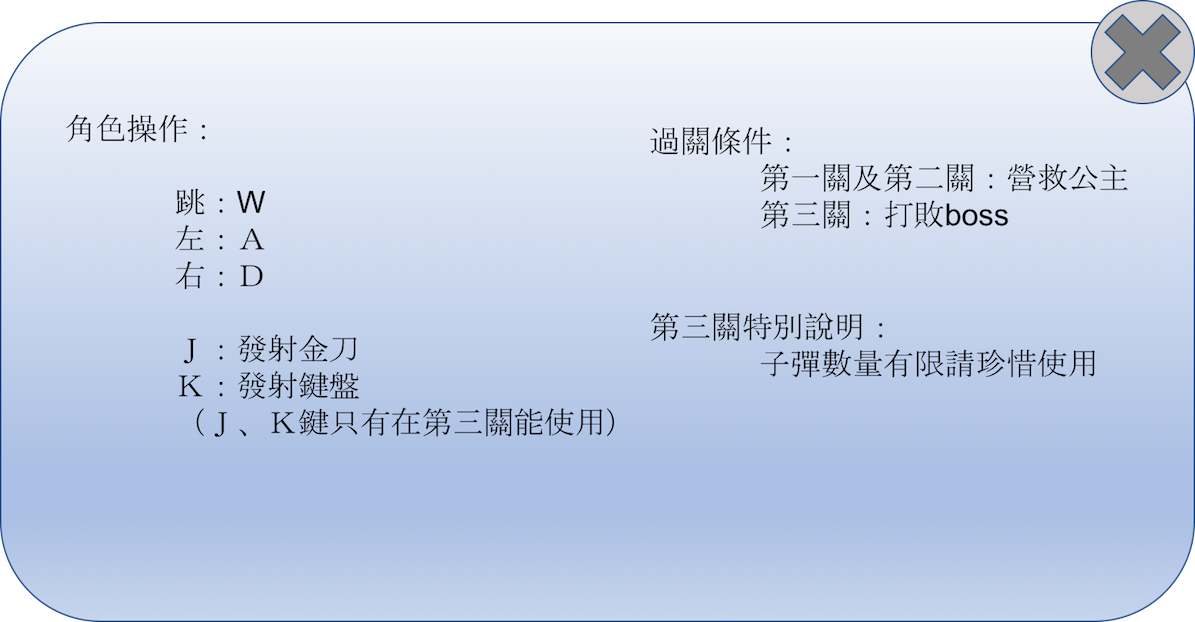 角色操作：
跳：W
左：Ａ
右：Ｄ
Ｊ：發射金刀
Ｋ：發射鍵盤
（Ｊ、Ｋ鍵只有在第三關能使用）
過關條件：
第一關及第二關：營救公主
第三關：打敗boss
第三關特別說明：
子彈數量有限請珍惜使用